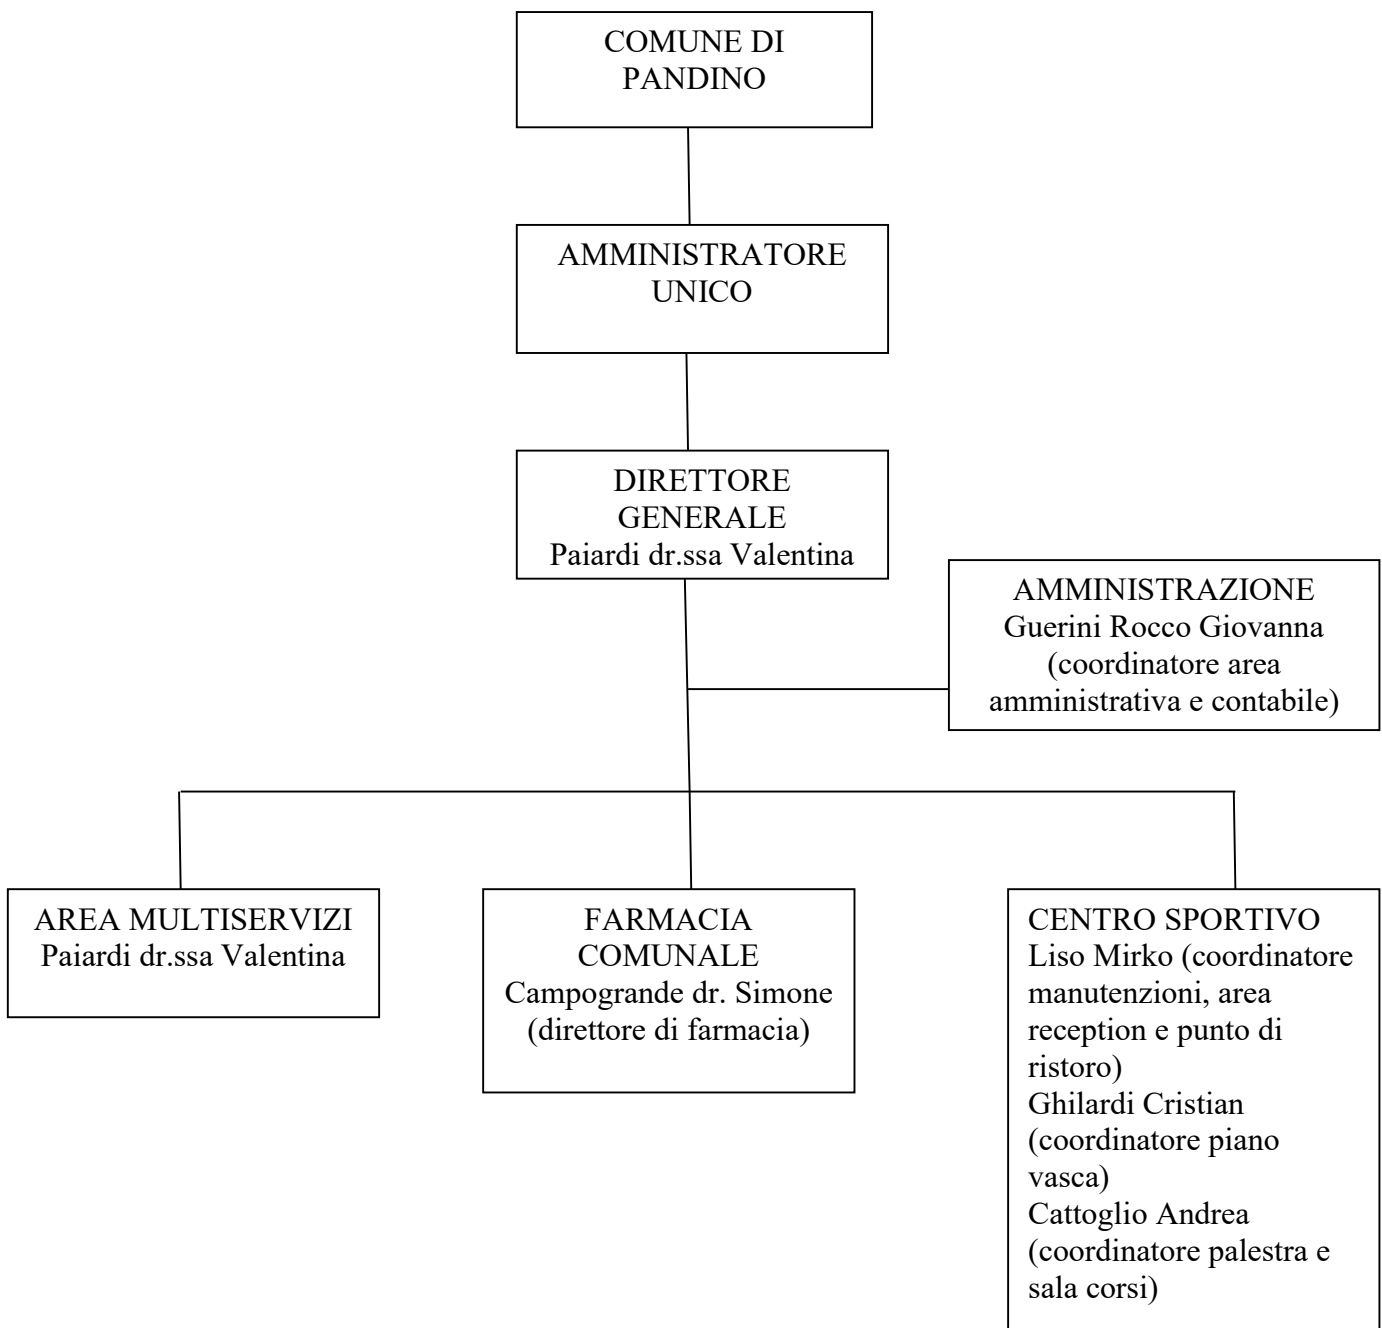 COMUNE DI
PANDINO
AMMINISTRATORE
UNICO
DIRETTORE
GENERALE
Paiardi dr.ssa Valentina
AMMINISTRAZIONE
Guerini Rocco Giovanna
(coordinatore area
amministrativa e contabile)
AREA MULTISERVIZI
Paiardi dr.ssa Valentina
FARMACIA
COMUNALE
Campogrande dr. Simone
(direttore di farmacia)
CENTRO SPORTIVO
Liso Mirko (coordinatore
manutenzioni, area
reception e punto di
ristoro)
Ghilardi Cristian
(coordinatore piano
vasca)
Cattoglio Andrea
(coordinatore palestra e
sala corsi)